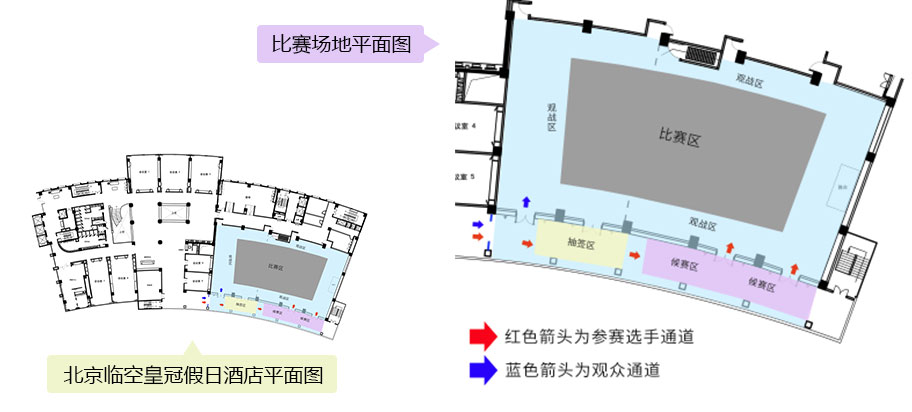 比赛场地平面图
观战区
观战区
比赛区
议室 4
议室 5
观战区
抽签区
候赛区
候赛区
红色箭头为参赛选手通道
蓝色箭头为观众通道
比赛区
北京临空皇冠假日酒店平面图